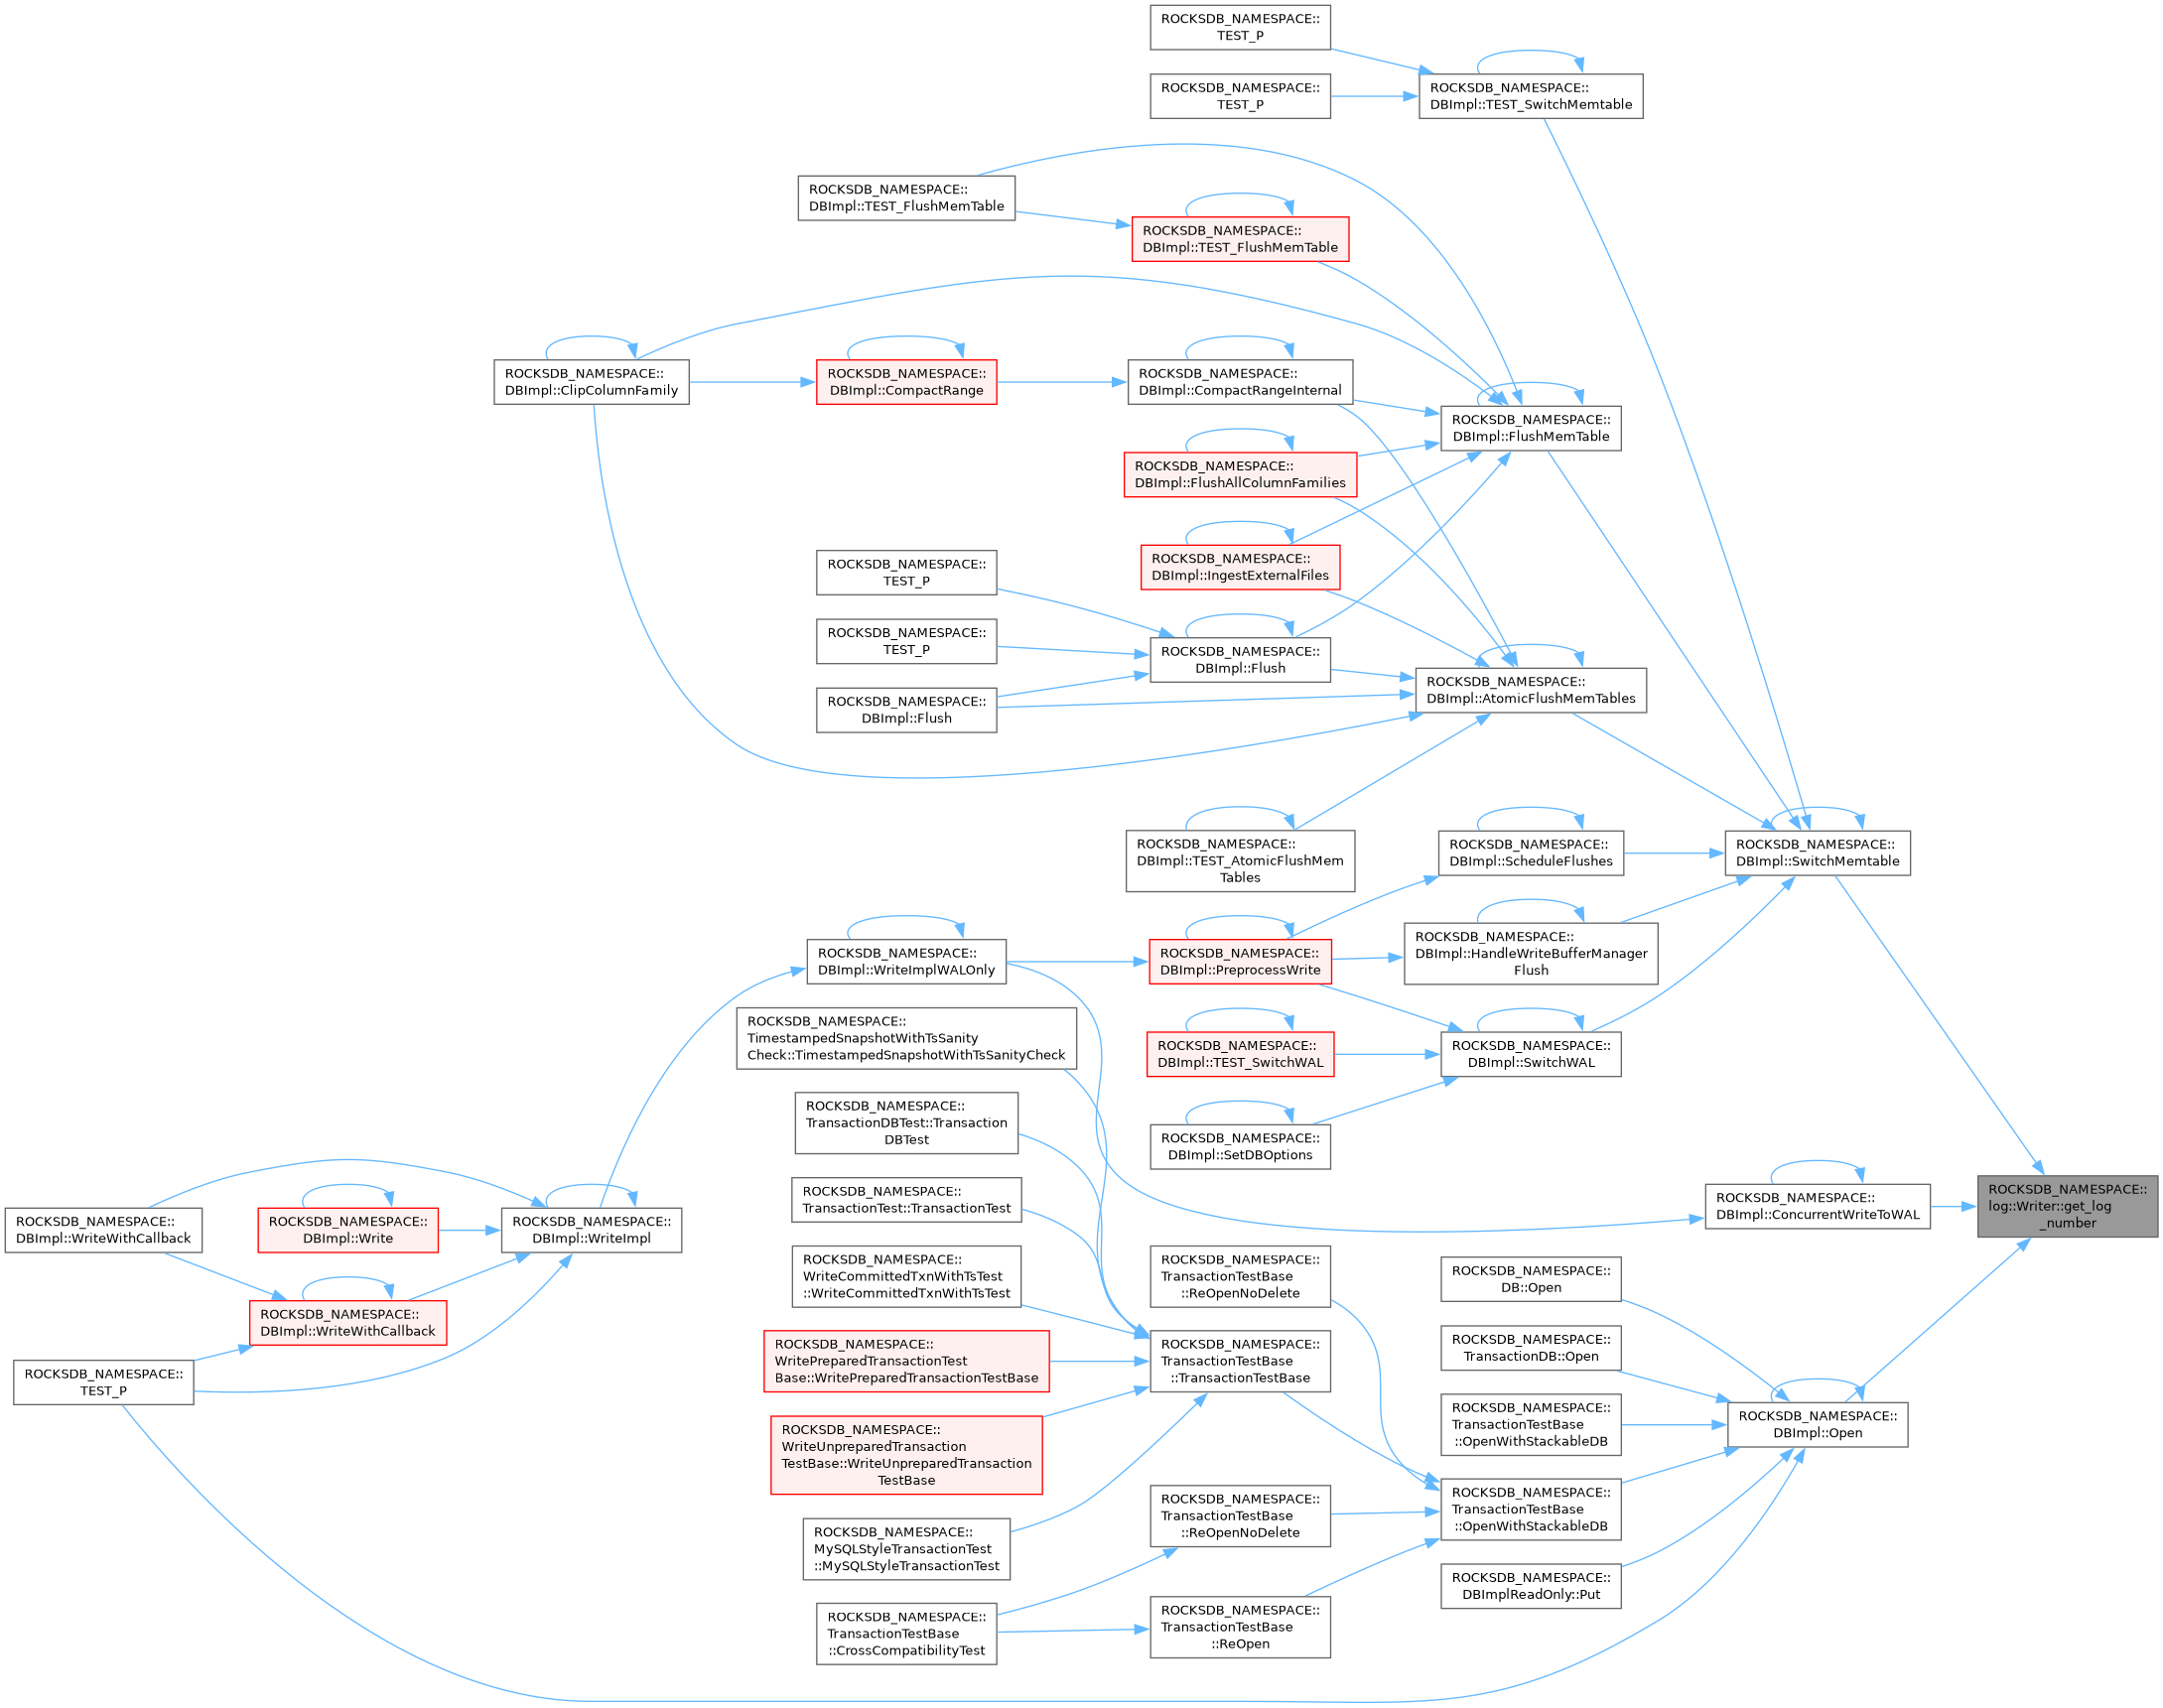 ROCKSDB_NAMESPACE::
TEST_P
ROCKSDB_NAMESPACE::
TEST_P
ROCKSDB_NAMESPACE::
DBImpl::TEST_SwitchMemtable
ROCKSDB_NAMESPACE::
DBImpl::TEST_FlushMemTable
ROCKSDB_NAMESPACE::
DBImpl::TEST_FlushMemTable
ROCKSDB_NAMESPACE::
DBImpl::ClipColumnFamily
ROCKSDB_NAMESPACE::
DBImpl::CompactRange
ROCKSDB_NAMESPACE::
DBImpl::CompactRangeInternal
ROCKSDB_NAMESPACE::
DBImpl::FlushMemTable
ROCKSDB_NAMESPACE::
DBImpl::FlushAllColumnFamilies
ROCKSDB_NAMESPACE::
DBImpl::IngestExternalFiles
ROCKSDB_NAMESPACE::
TEST_P
ROCKSDB_NAMESPACE::
TEST_P
ROCKSDB_NAMESPACE::
DBImpl::Flush
ROCKSDB_NAMESPACE::
DBImpl::Flush
ROCKSDB_NAMESPACE::
DBImpl::AtomicFlushMemTables
ROCKSDB_NAMESPACE::
DBImpl::TEST_AtomicFlushMem
Tables
ROCKSDB_NAMESPACE::
DBImpl::ScheduleFlushes
ROCKSDB_NAMESPACE::
DBImpl::SwitchMemtable
ROCKSDB_NAMESPACE::
DBImpl::WriteImplWALOnly
ROCKSDB_NAMESPACE::
DBImpl::PreprocessWrite
ROCKSDB_NAMESPACE::
DBImpl::HandleWriteBufferManager
Flush
ROCKSDB_NAMESPACE::
TimestampedSnapshotWithTsSanity
Check::TimestampedSnapshotWithTsSanityCheck
ROCKSDB_NAMESPACE::
DBImpl::TEST_SwitchWAL
ROCKSDB_NAMESPACE::
DBImpl::SwitchWAL
ROCKSDB_NAMESPACE::
TransactionDBTest::Transaction
DBTest
ROCKSDB_NAMESPACE::
DBImpl::SetDBOptions
ROCKSDB_NAMESPACE::
TransactionTest::TransactionTest
ROCKSDB_NAMESPACE::
DBImpl::ConcurrentWriteToWAL
ROCKSDB_NAMESPACE::
log::Writer::get_log
_number
ROCKSDB_NAMESPACE::
DBImpl::WriteWithCallback
ROCKSDB_NAMESPACE::
DBImpl::Write
ROCKSDB_NAMESPACE::
DBImpl::WriteImpl
ROCKSDB_NAMESPACE::
WriteCommittedTxnWithTsTest
::WriteCommittedTxnWithTsTest
ROCKSDB_NAMESPACE::
TransactionTestBase
::ReOpenNoDelete
ROCKSDB_NAMESPACE::
DB::Open
ROCKSDB_NAMESPACE::
DBImpl::WriteWithCallback
ROCKSDB_NAMESPACE::
TEST_P
ROCKSDB_NAMESPACE::
WritePreparedTransactionTest
Base::WritePreparedTransactionTestBase
ROCKSDB_NAMESPACE::
TransactionTestBase
::TransactionTestBase
ROCKSDB_NAMESPACE::
TransactionDB::Open
ROCKSDB_NAMESPACE::
WriteUnpreparedTransaction
TestBase::WriteUnpreparedTransaction
TestBase
ROCKSDB_NAMESPACE::
TransactionTestBase
::OpenWithStackableDB
ROCKSDB_NAMESPACE::
DBImpl::Open
ROCKSDB_NAMESPACE::
MySQLStyleTransactionTest
::MySQLStyleTransactionTest
ROCKSDB_NAMESPACE::
TransactionTestBase
::ReOpenNoDelete
ROCKSDB_NAMESPACE::
TransactionTestBase
::OpenWithStackableDB
ROCKSDB_NAMESPACE::
DBImplReadOnly::Put
ROCKSDB_NAMESPACE::
TransactionTestBase
::CrossCompatibilityTest
ROCKSDB_NAMESPACE::
TransactionTestBase
::ReOpen